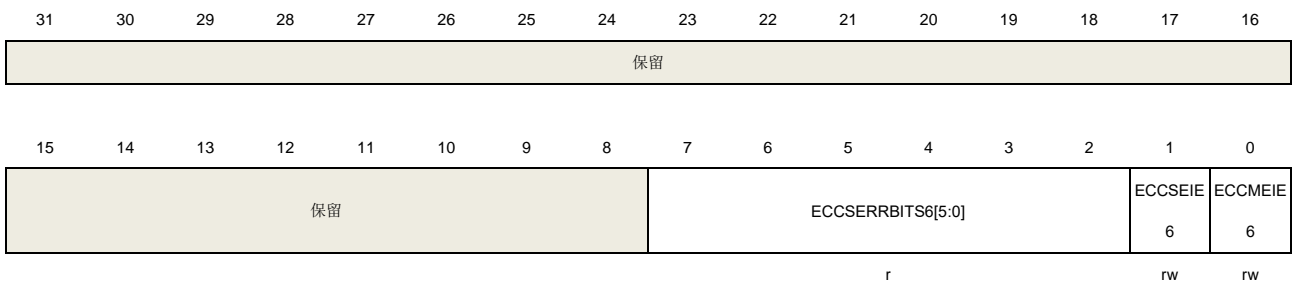 31 30 29 28 27 26 25 24 23 22 21 20 19 18 17 16
保留
15 14 13 12 11 10 9 8 7 6 5 4 3 2 1 0
保留 ECCSERRBITS6[5:0] ECCSEIE ECCMEIE
6 6
r rw rw